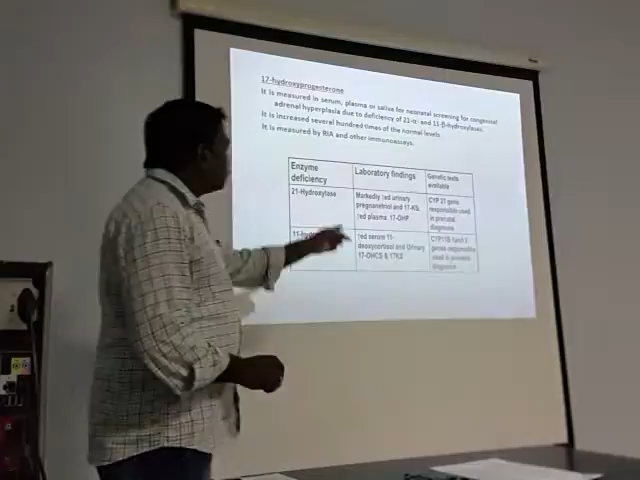 17-hydroxyprogesterone
It is measured in serum, plasma or saliva for neonatal screening for congenital
adrenal hyperplasia due to deficiency of 21-α- and 11-β-hydroxylases.
It is increased several hundred times of the normal levels
It is measured by RIA and other immunoassays.
Enzyme deficiency
Laboratory findings
Genetic tests available
21-Hydroxylase
Markedly ↑ed urinary
pregnanetriol and 17-KS,
↑ed plasma 17-OHP
CYP 21 gene
responsible used
in prenatal
diagnosis
↑ed serum 11-
deoxycortisol and Urinary
17-OHCS & 17KS
genes responsible
used in prenatal
diagnosis